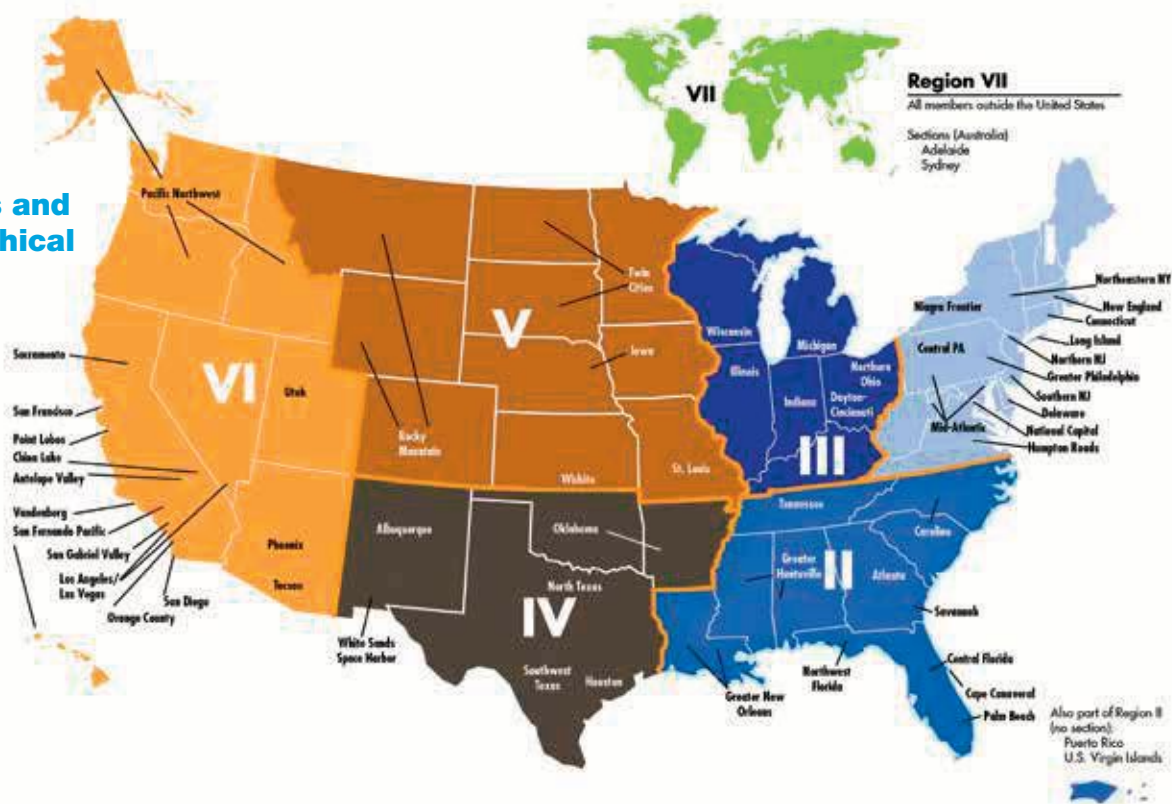 s and
hical
VII
Region VII
All members outside the United States
Sections (Australia)
Adelaide
Sydney
Pacific Northwest
Sacramento
San Francisco
Point Lobos
China Lake
Antelope Valley
Vandenberg
San Fernando Pacific
San Gabriel Valley
Los Angeles/
Las Vegas
Orange County
San Diego
VI
Utah
Phoenix
Tucson
V
Twin
Cities
Iowa
Rocky
Mountain
Wichita
St. Louis
Wisconsin
Michigan
Illinois
Indiana
Northern
Ohio
Dayton-
Cincinnati
III
I
Niagra Frontier
Central PA
Mid-Atlantic
Northeastern NY
New England
Connecticut
Long Island
Northern NJ
Greater Philadelphia
Southern NJ
Delaware
National Capital
Hampton Roads
Albuquerque
Oklahoma
North Texas
IV
White Sands
Space Harbor
Southwest
Texas
Houston
Tennessee
Carolina
Greater
Huntsville
II
Atlanta
Savannah
Greater New
Orleans
Northwest
Florida
Central Florida
Cape Canaveral
Palm Beach
Also part of Region II
(no section):
Puerto Rico
U.S. Virgin Islands